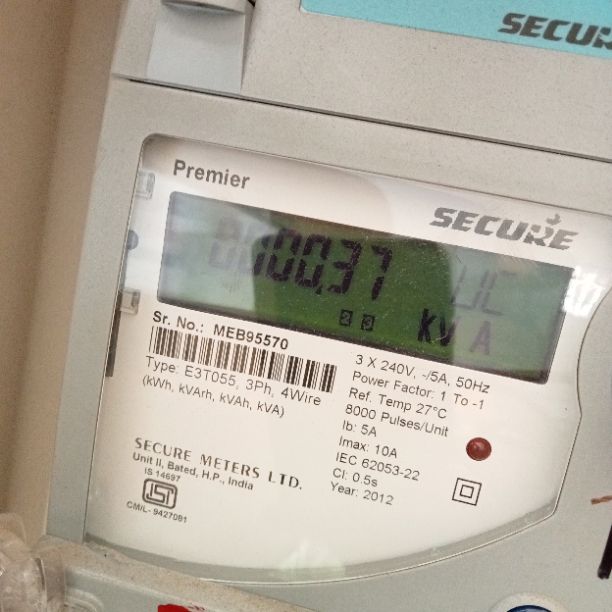 SECURE
Premier
SECURE
0000.37
kVA
Sr. No.: MEB95570
Type: E3T055, 3Ph, 4Wire
(kWh, kVArh, kVAh, kVA)
3 X 240V, -/5A, 50Hz
Power Factor: 1 To -1
Ref. Temp 27°C
8000 Pulses/Unit
Ib: 5A
Imax: 10A
IEC 62053-22
Cl: 0.5s
Year: 2012
SECURE METERS LTD.
Unit II, Bated, H.P., India
IS 14697
ISI
CM/L- 9427091